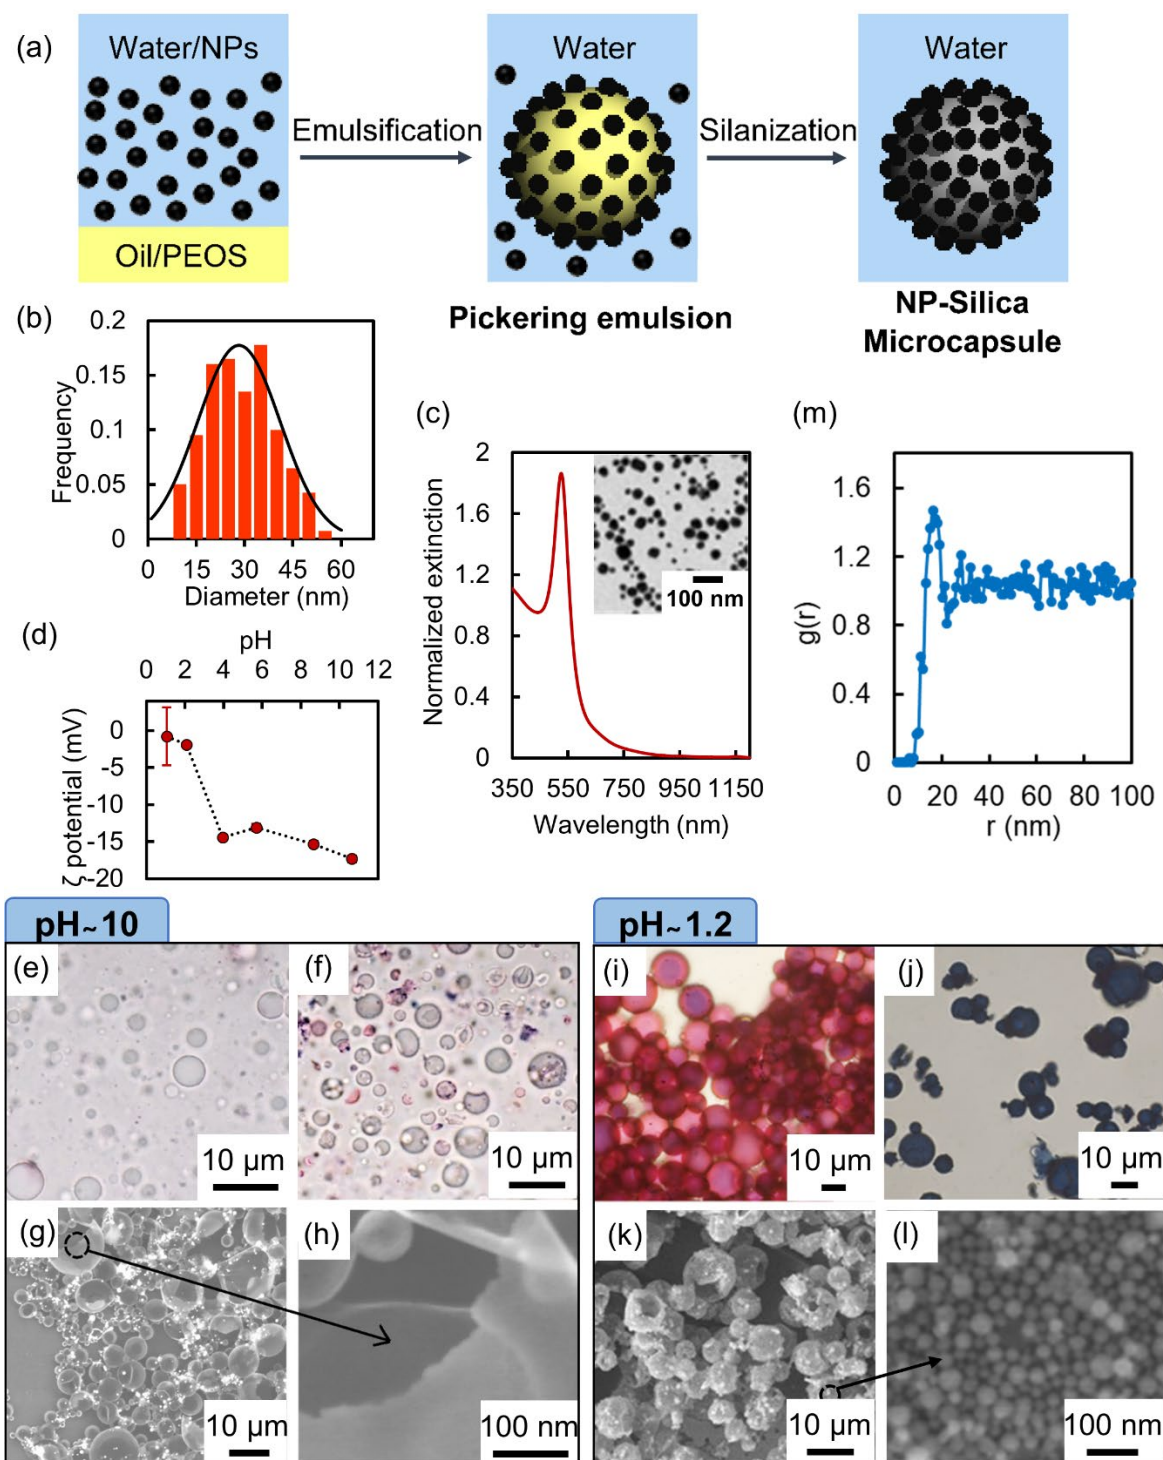 (a)
Water/NPs
Oil/PEOS
Emulsification
Water
Pickering emulsion
Silanization
Water
NP-Silica
Microcapsule
(b)
Frequency
0.2
0.15
0.1
0.05
0
0 15 30 45 60
Diameter (nm)
(c)
Normalized extinction
2
1.6
1.2
0.8
0.4
0
350 550 750 950 1150
Wavelength (nm)
100 nm
(m)
g(r)
1.6
1.2
0.8
0.4
0
0 20 40 60 80 100
r (nm)
(d)
pH
0 2 4 6 8 10 12
ζ potential (mV)
0
-5
-10
-15
-20
pH~10
(e)
10 µm
(f)
10 µm
(g)
10 µm
(h)
100 nm
pH~1.2
(i)
10 µm
(j)
10 µm
(k)
10 µm
(l)
100 nm